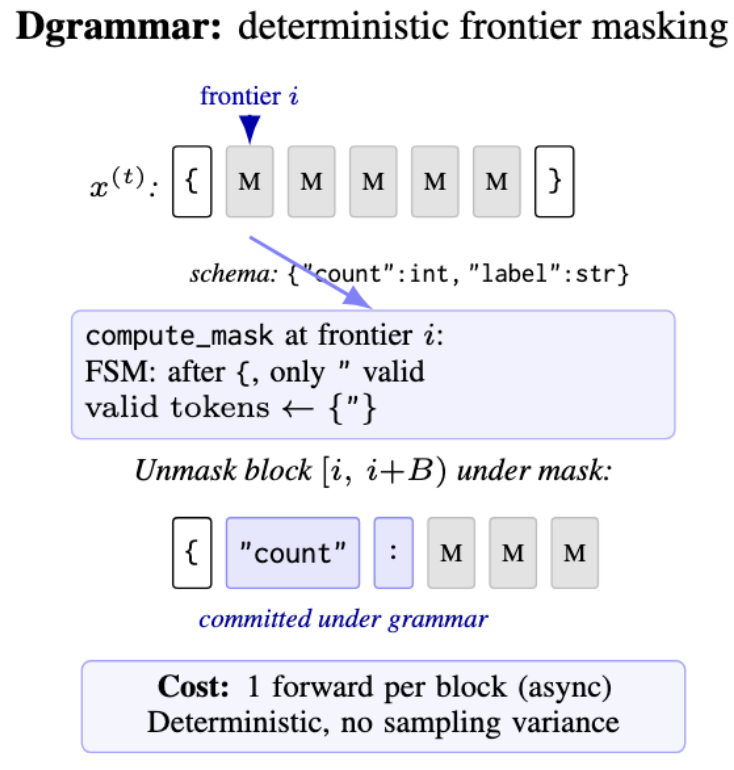 Dgrammar: deterministic frontier masking
frontier i
x^(t): { M M M M M }
schema: {"count":int, "label":str}
compute_mask at frontier i:
FSM: after {, only " valid
valid tokens ← {"}
Unmask block [i, i+B) under mask:
{ "count" : M M M
committed under grammar
Cost: 1 forward per block (async)
Deterministic, no sampling variance